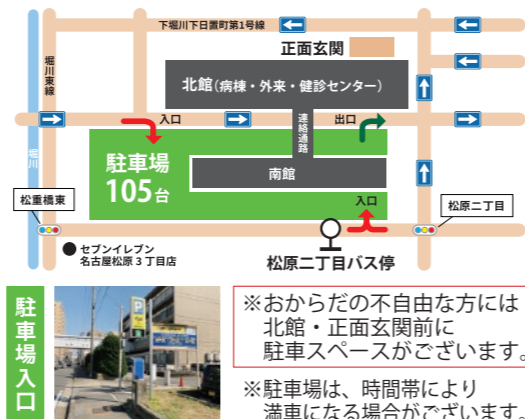 下堀川下日置町第1号線
正面玄関
堀川東線
北館(病棟・外来・健診センター)
入口
連絡通路
出口
堀川
駐車場
105台
南館
入口
松重橋東
松原二丁目
セブンイレブン
名古屋松原3丁目店
松原二丁目バス停
駐車場入口
P
※おからだの不自由な方には
北館・正面玄関前に
駐車スペースがございます。
※駐車場は、時間帯により
満車になる場合がございます。